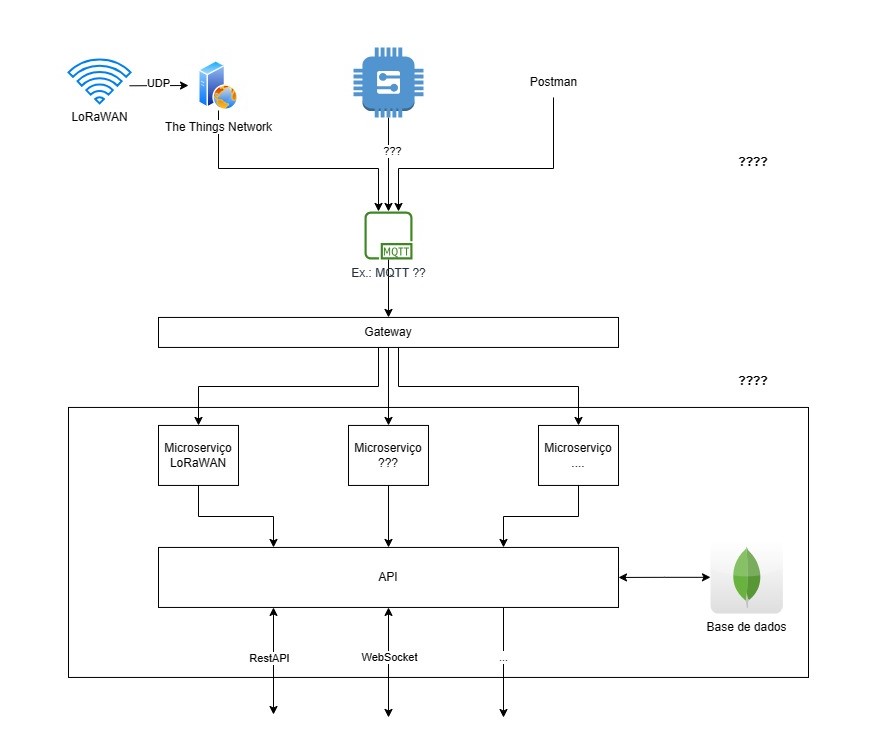 UDP
LoRaWAN
The Things Network
Postman
???
????
MQTT
Ex.: MQTT ??
Gateway
????
Microserviço
LoRaWAN
Microserviço
???
Microserviço
....
API
Base de dados
RestAPI
WebSocket
...